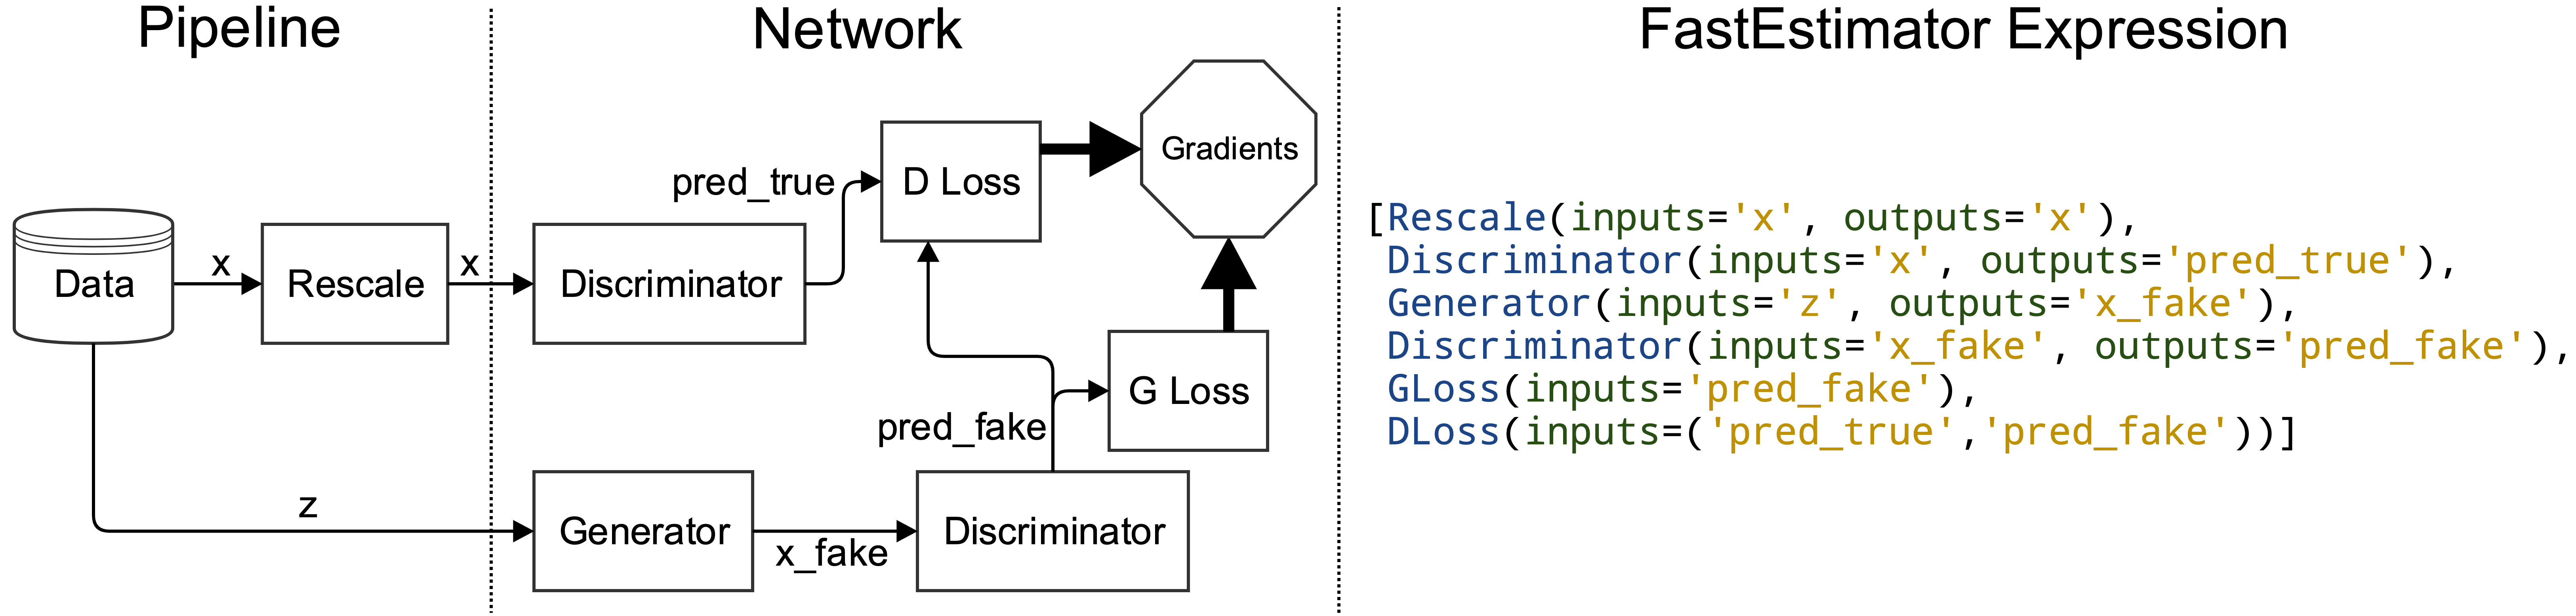 Pipeline
Network
FastEstimator Expression
Data
x
Rescale
x
Discriminator
pred_true
D Loss
Gradients
G Loss
pred_fake
z
Generator
x_fake
Discriminator
[Rescale(inputs='x', outputs='x'),
Discriminator(inputs='x', outputs='pred_true'),
Generator(inputs='z', outputs='x_fake'),
Discriminator(inputs='x_fake', outputs='pred_fake'),
GLoss(inputs='pred_fake'),
DLoss(inputs=('pred_true','pred_fake'))]